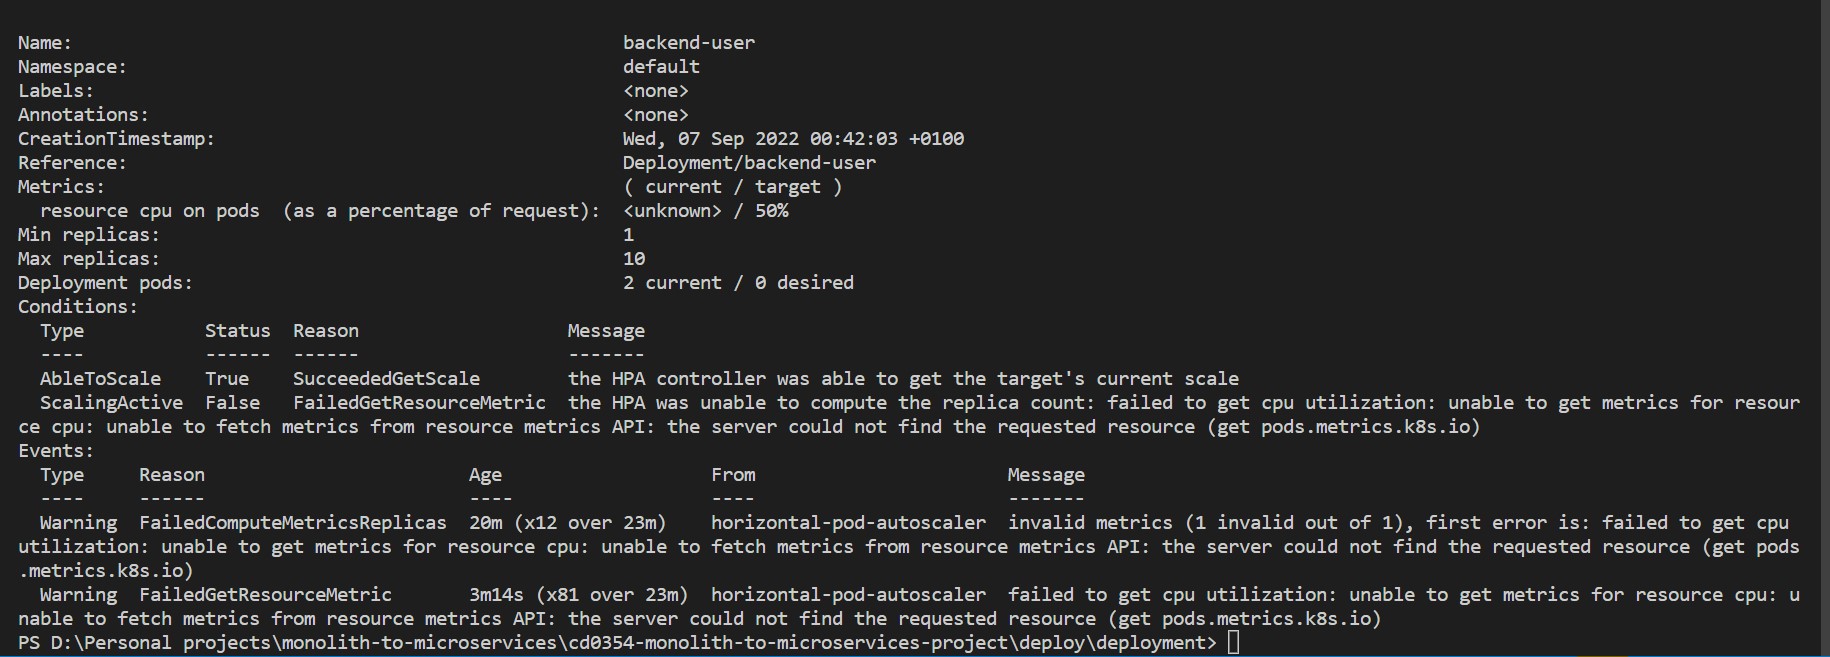 Name:                                                  backend-user
Namespace:                                             default
Labels:                                                <none>
Annotations:                                           <none>
CreationTimestamp:                                     Wed, 07 Sep 2022 00:42:03 +0100
Reference:                                             Deployment/backend-user
Metrics:                                               ( current / target )
  resource cpu on pods  (as a percentage of request):  <unknown> / 50%
Min replicas:                                          1
Max replicas:                                          10
Deployment pods:                                       2 current / 0 desired
Conditions:
  Type           Status  Reason                   Message
  ----           ------  ------                   -------
  AbleToScale    True    SucceededGetScale        the HPA controller was able to get the target's current scale
  ScalingActive  False   FailedGetResourceMetric  the HPA was unable to compute the replica count: failed to get cpu utilization: unable to get metrics for resour
ce cpu: unable to fetch metrics from resource metrics API: the server could not find the requested resource (get pods.metrics.k8s.io)
Events:
  Type     Reason                        Age                   From                       Message
  ----     ------                        ----                  ----                       -------
  Warning  FailedComputeMetricsReplicas  20m (x12 over 23m)    horizontal-pod-autoscaler  invalid metrics (1 invalid out of 1), first error is: failed to get cpu
utilization: unable to get metrics for resource cpu: unable to fetch metrics from resource metrics API: the server could not find the requested resource (get pods
.metrics.k8s.io)
  Warning  FailedGetResourceMetric       3m14s (x81 over 23m)  horizontal-pod-autoscaler  failed to get cpu utilization: unable to get metrics for resource cpu: u
nable to fetch metrics from resource metrics API: the server could not find the requested resource (get pods.metrics.k8s.io)
PS D:\Personal projects\monolith-to-microservices\cd0354-monolith-to-microservices-project\deploy\deployment>